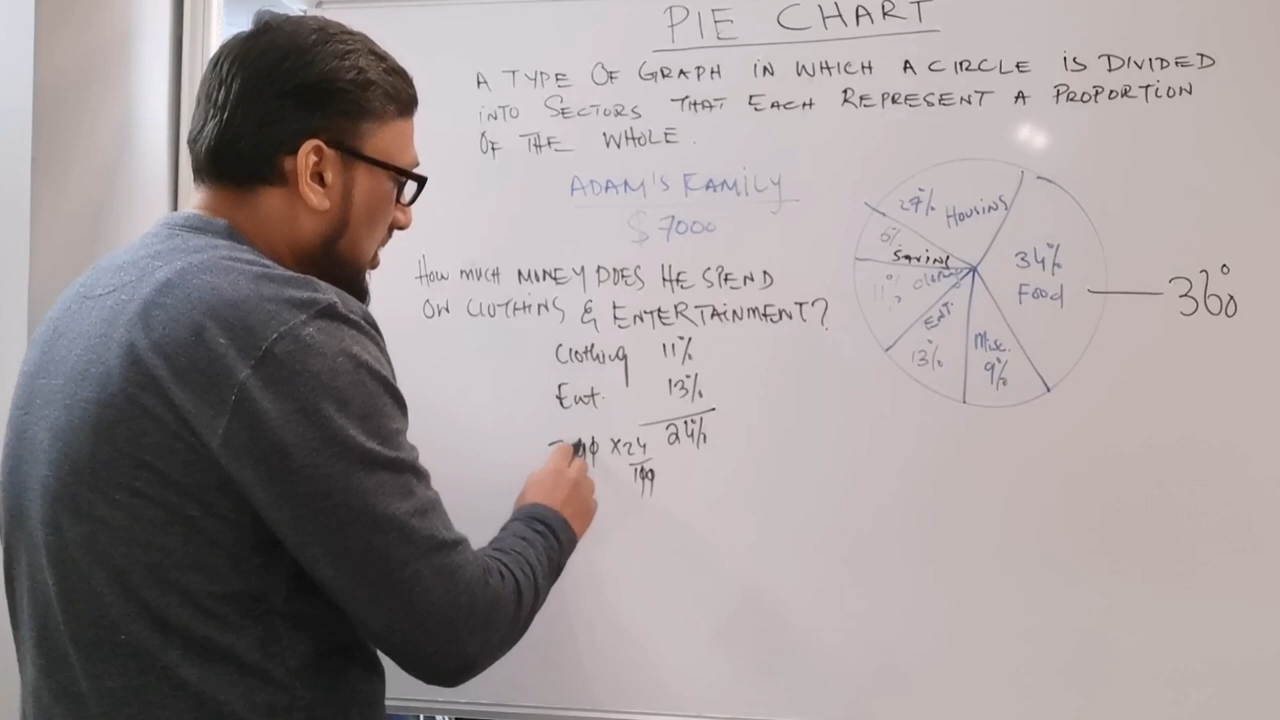 PIE CHART
A TYPE OF GRAPH IN WHICH A CIRCLE IS DIVIDED
INTO SECTORS THAT EACH REPRESENT A PROPORTION
OF THE WHOLE.
ADAM'S FAMILY
$ 7000
HOW MUCH MONEY DOES HE SPEND
ON CLOTHING & ENTERTAINMENT?
Clothing 11%
Ent. 13%
24%
×24
100
HOUSING
6%
SAVING
11%
ENT.
13%
Misc.
9%
34%
Food
360°